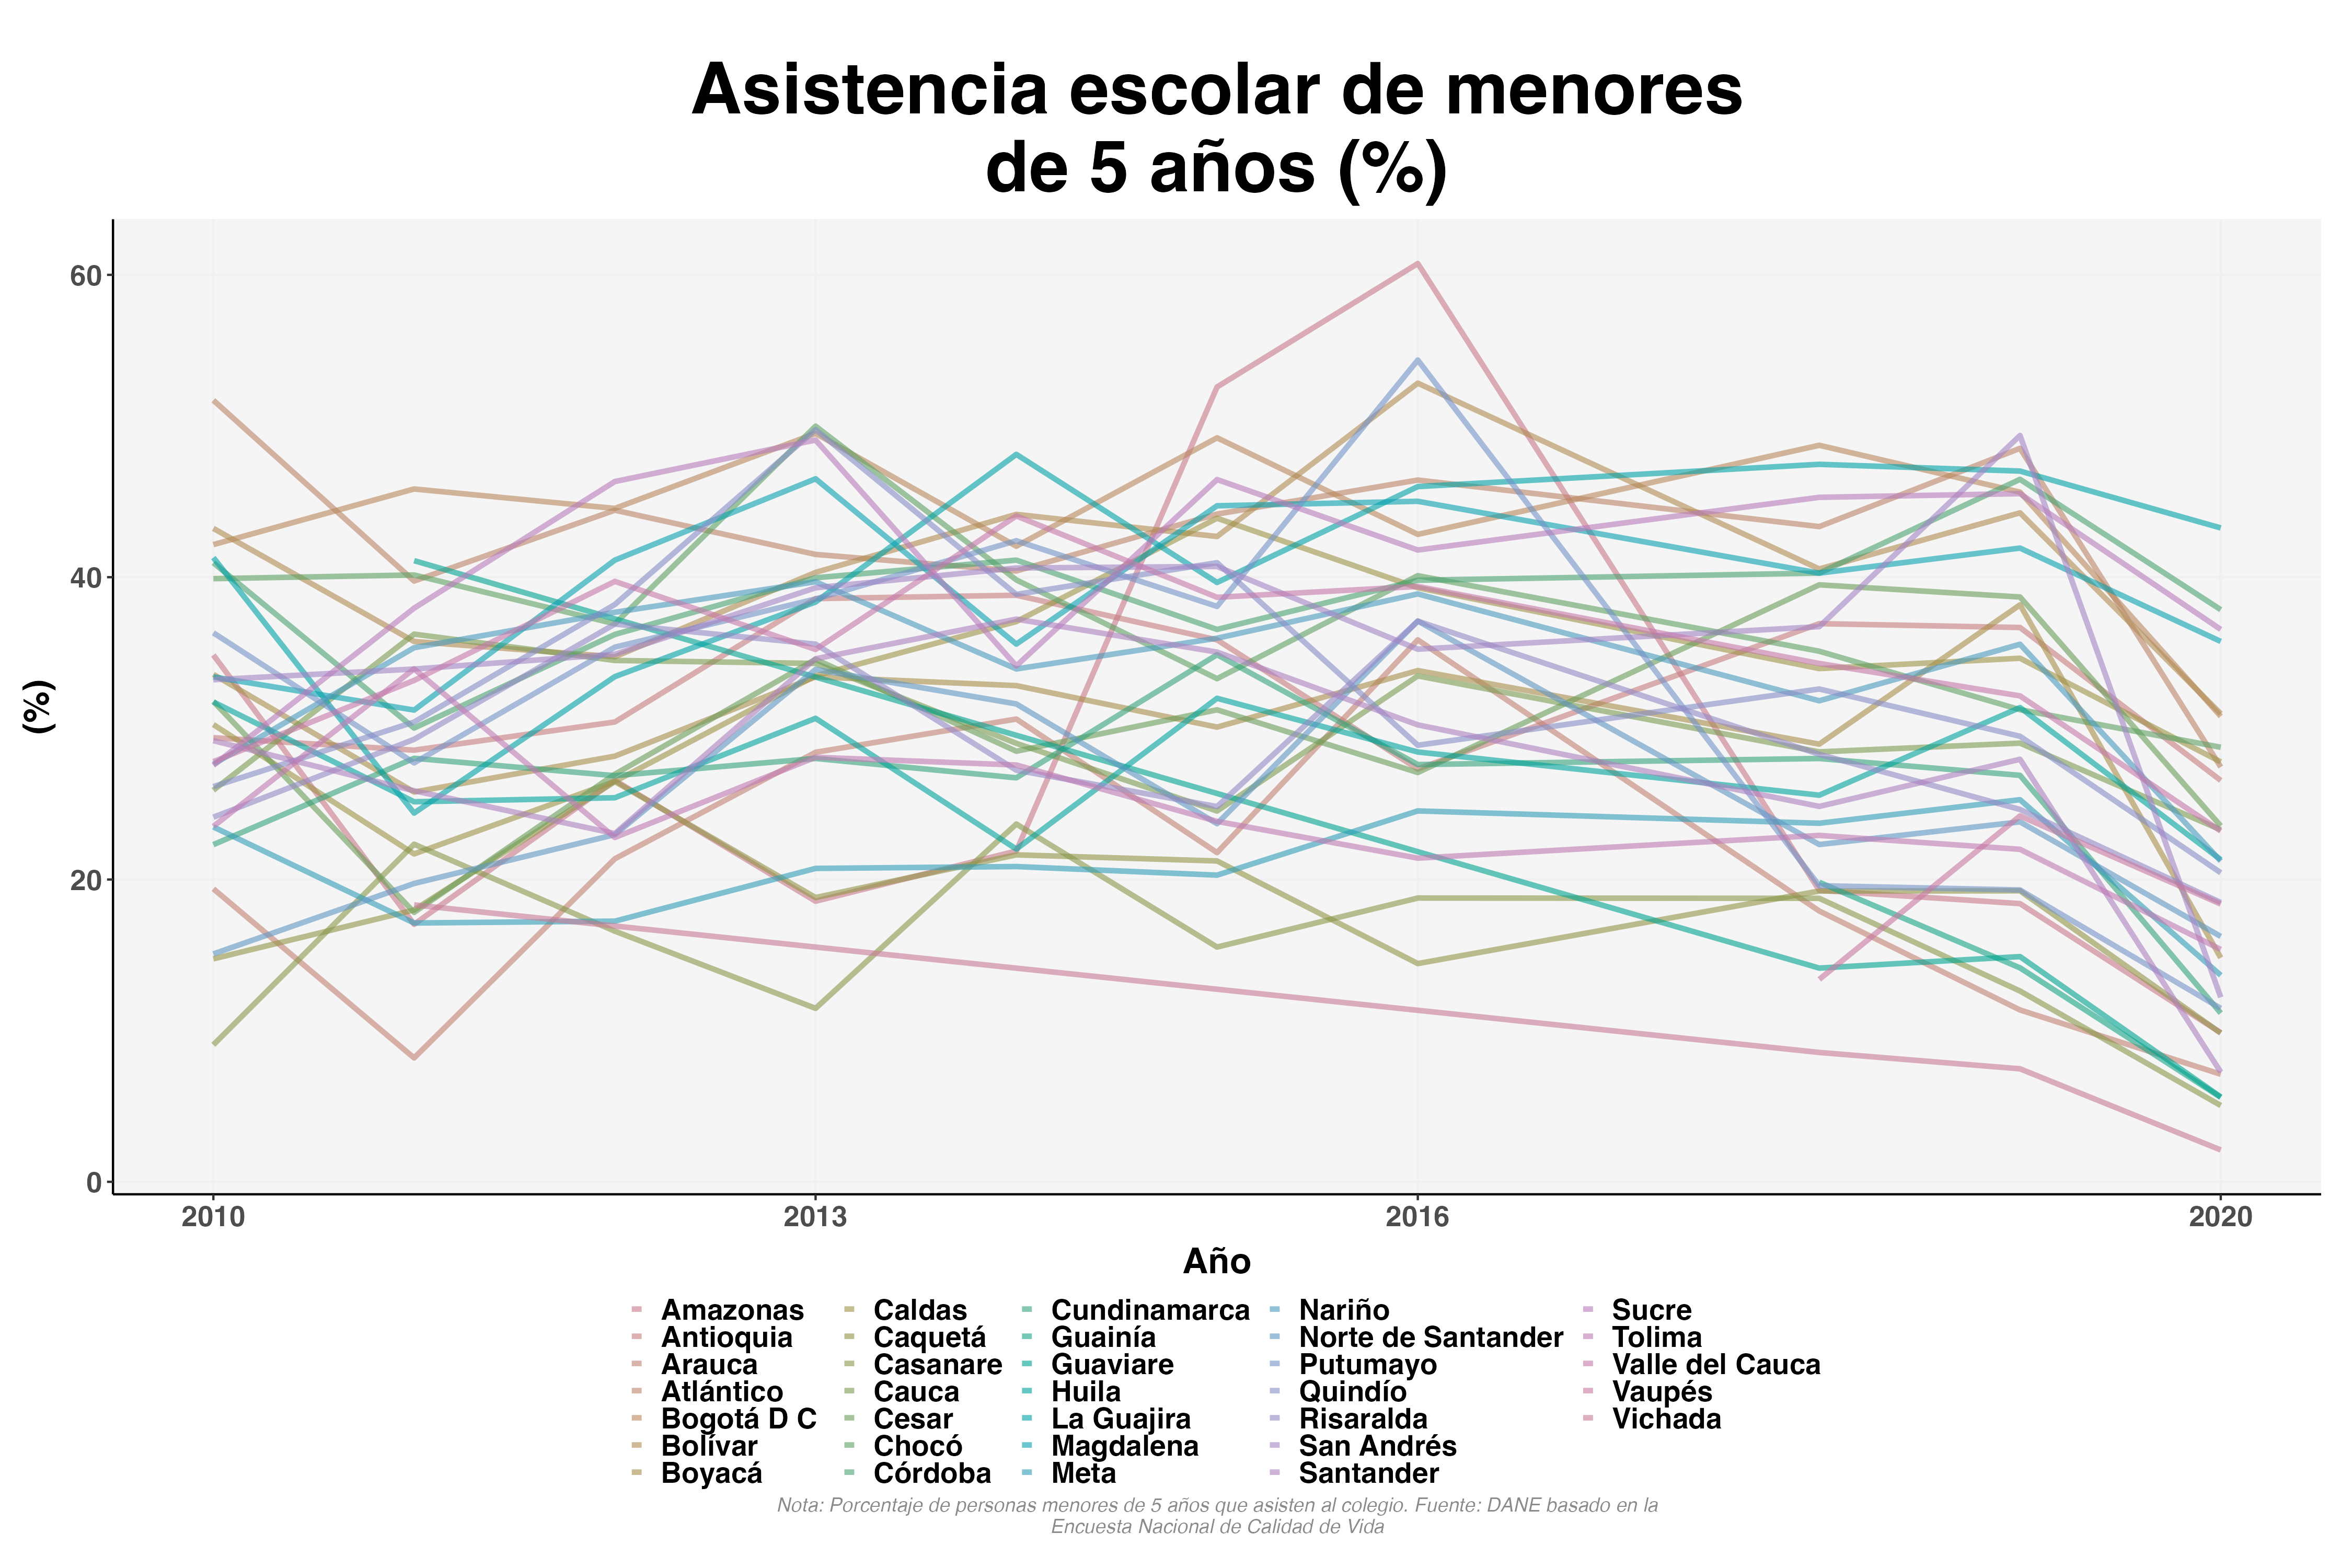 Asistencia escolar de menores
de 5 años (%)
(%)
60
40
20
0
2010 2013 2016 2020
Año
Amazonas Caldas Cundinamarca Nariño Sucre
Antioquia Caquetá Guainía Norte de Santander Tolima
Arauca Casanare Guaviare Putumayo Valle del Cauca
Atlántico Cauca Huila Quindío Vaupés
Bogotá D C Cesar La Guajira Risaralda Vichada
Bolívar Chocó Magdalena San Andrés
Boyacá Córdoba Meta Santander
Nota: Porcentaje de personas menores de 5 años que asisten al colegio. Fuente: DANE basado en la
Encuesta Nacional de Calidad de Vida